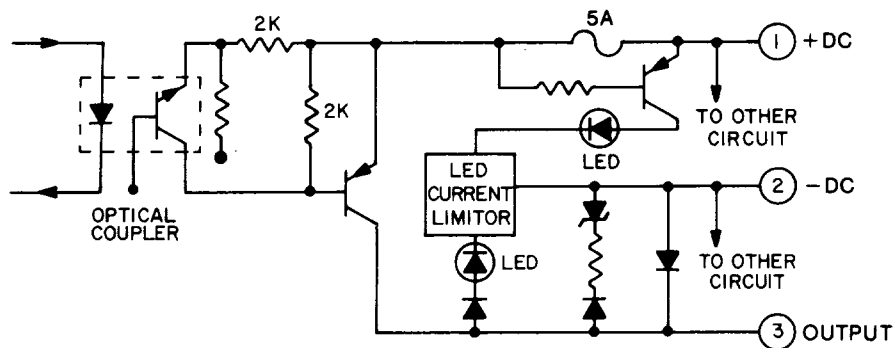 2K
5A
1 +DC
2K
TO OTHER
CIRCUIT
LED
LED
CURRENT
LIMITOR
2 -DC
OPTICAL
COUPLER
LED
TO OTHER
CIRCUIT
3 OUTPUT